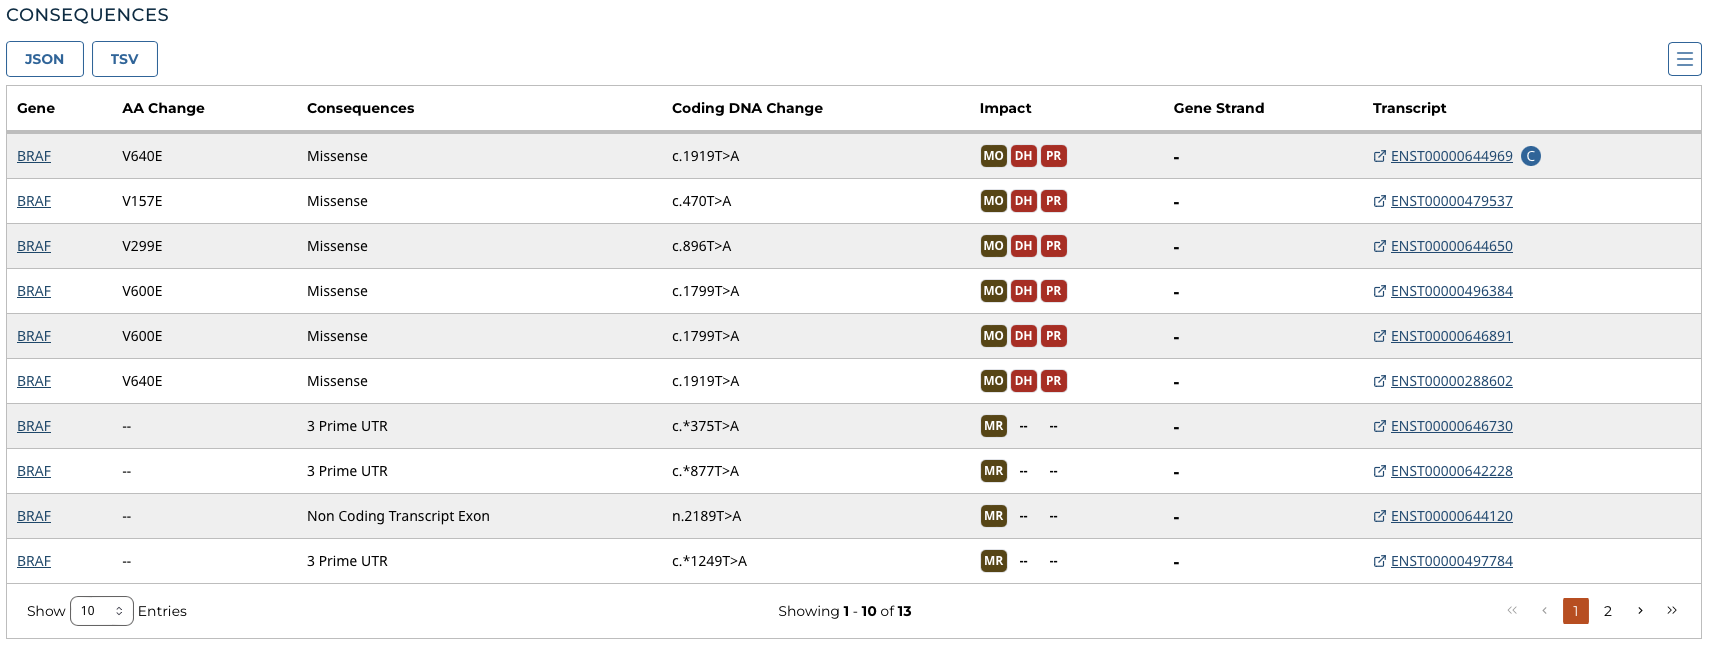 CONSEQUENCES
JSON TSV
Gene AA Change Consequences Coding DNA Change Impact Gene Strand Transcript
BRAF V640E Missense c.1919T>A MO DH PR - ENST00000644969 C
BRAF V157E Missense c.470T>A MO DH PR - ENST00000479537
BRAF V299E Missense c.896T>A MO DH PR - ENST00000644650
BRAF V600E Missense c.1799T>A MO DH PR - ENST00000496384
BRAF V600E Missense c.1799T>A MO DH PR - ENST00000646891
BRAF V640E Missense c.1919T>A MO DH PR - ENST00000288602
BRAF -- 3 Prime UTR c.*375T>A MR -- -- - ENST00000646730
BRAF -- 3 Prime UTR c.*877T>A MR -- -- - ENST00000642228
BRAF -- Non Coding Transcript Exon n.2189T>A MR -- -- - ENST00000644120
BRAF -- 3 Prime UTR c.*1249T>A MR -- -- - ENST00000497784
Show 10 Entries Showing 1 - 10 of 13 « ‹ 1 2 › »